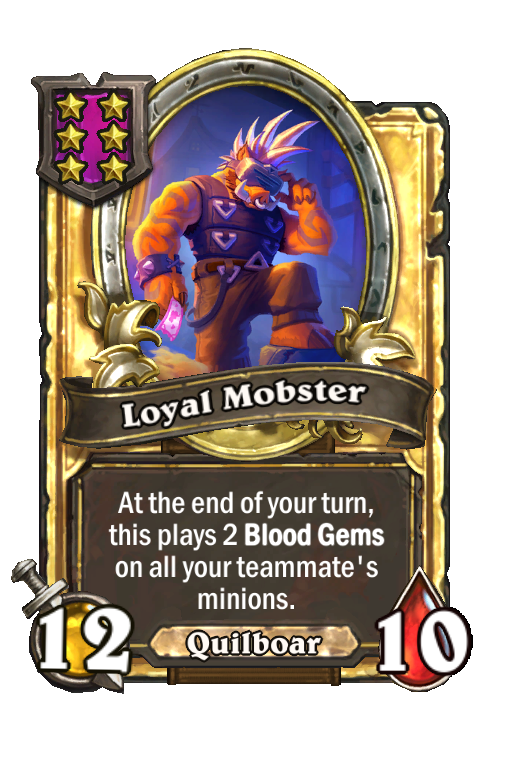 Loyal Mobster
At the end of your turn,
this plays 2 Blood Gems
on all your teammate's
minions.
12
Quilboar
10